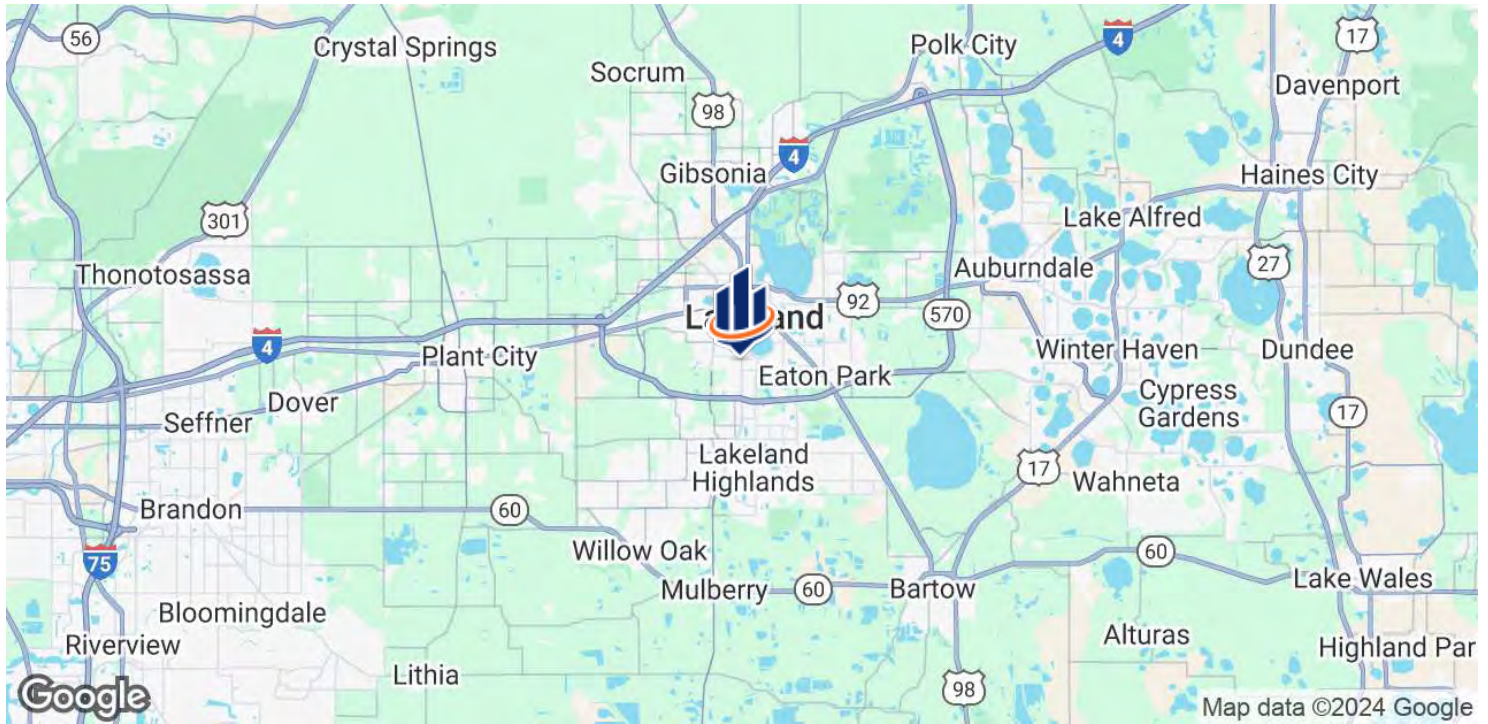 56
Crystal Springs
Socrum
Polk City
4
17
Davenport
98
4
Gibsonia
Haines City
301
Lake Alfred
Thonotosassa
Auburndale
27
92
570
4
Plant City
Winter Haven
Dundee
Eaton Park
Dover
Cypress
Gardens
17
Seffner
Lakeland
Highlands
17
Wahneta
Brandon
60
Willow Oak
60
75
Mulberry
60
Bartow
Lake Wales
Bloomingdale
Riverview
Alturas
Highland Par
Lithia
98
Google
Map data ©2024 Google